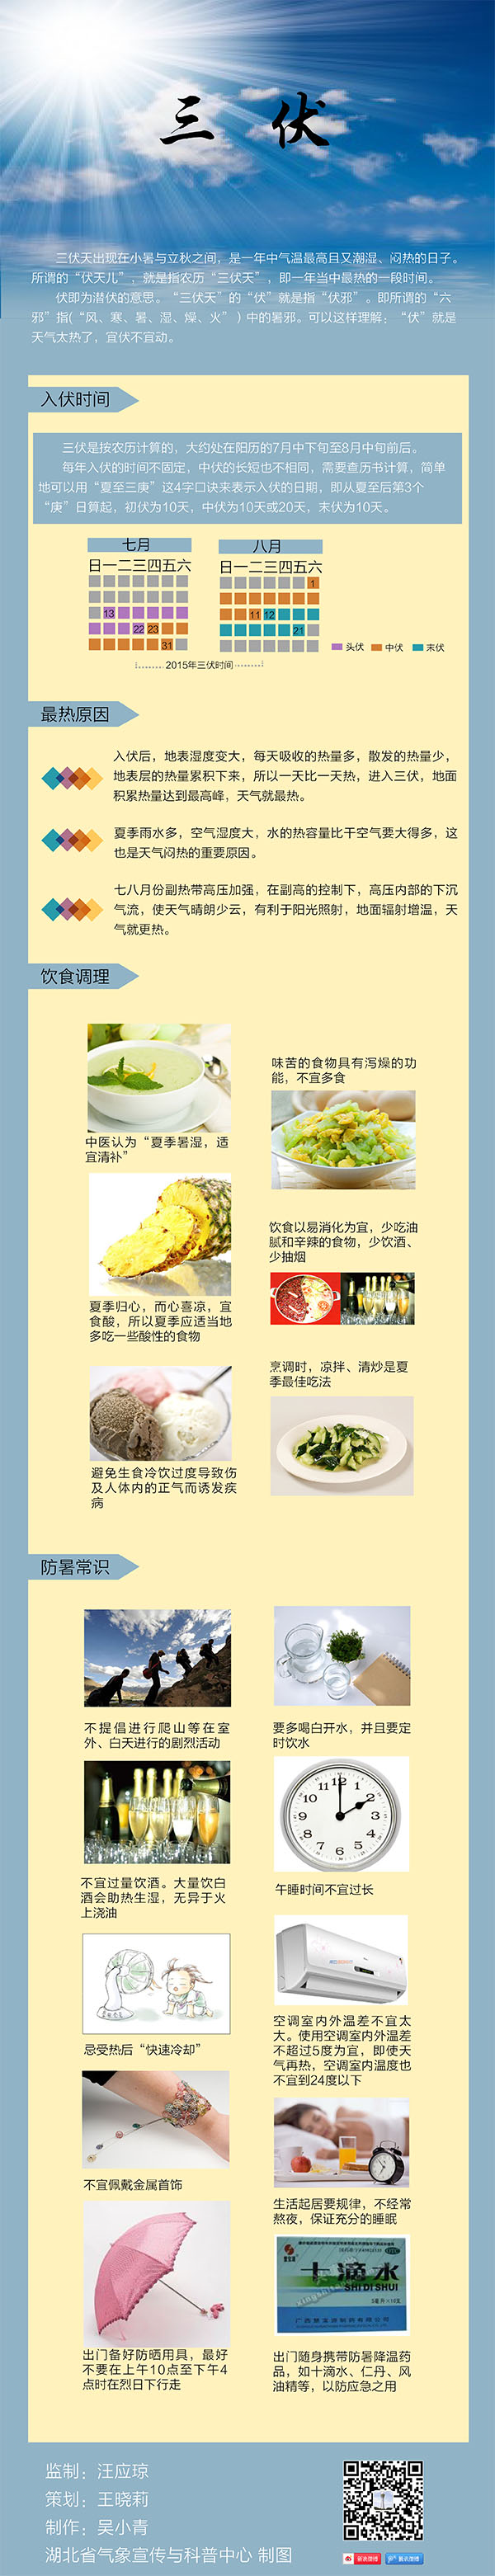 三 伏
三伏天出现在小暑与立秋之间，是一年中气温最高且又潮湿、闷热的日子。
所谓的“伏天儿”，就是指农历“三伏天”，即一年当中最热的一段时间。
伏即为潜伏的意思。“三伏天”的“伏”就是指“伏邪”。即所谓的“六
邪”指(“风、寒、暑、湿、燥、火”）中的暑邪。可以这样理解：“伏”就是
天气太热了，宜伏不宜动。
入伏时间
三伏是按农历计算的，大约处在阳历的7月中下旬至8月中旬前后。
每年入伏的时间不固定，中伏的长短也不相同，需要查历书计算，简单
地可以用“夏至三庚”这4字口诀来表示入伏的日期，即从夏至后第3个
“庚”日算起，初伏为10天，中伏为10天或20天，末伏为10天。
七月
日一二三四五六
13
22 23
31
八月
日一二三四五六
1
11 12
21
头伏 中伏 末伏
2015年三伏时间
最热原因
入伏后，地表湿度变大，每天吸收的热量多，散发的热量少，
地表层的热量累积下来，所以一天比一天热，进入三伏，地面
积累热量达到最高峰，天气就最热。
夏季雨水多，空气湿度大，水的热容量比干空气要大得多，这
也是天气闷热的重要原因。
七八月份副热带高压加强，在副高的控制下，高压内部的下沉
气流，使天气晴朗少云，有利于阳光照射，地面辐射增温，天
气就更热。
饮食调理
中医认为“夏季暑湿，适
宜清补”
味苦的食物具有泻燥的功
能，不宜多食
夏季归心，而心喜凉，宜
食酸，所以夏季应适当地
多吃一些酸性的食物
饮食以易消化为宜，少吃油
腻和辛辣的食物，少饮酒、
少抽烟
避免生食冷饮过度导致伤
及人体内的正气而诱发疾
病
烹调时，凉拌、清炒是夏
季最佳吃法
防暑常识
不提倡进行爬山等在室
外、白天进行的剧烈活动
要多喝白开水，并且要定
时饮水
不宜过量饮酒。大量饮白
酒会助热生湿，无异于火
上浇油
12 1 2 3 4 5 6 7 8 9 10 11
午睡时间不宜过长
忌受热后“快速冷却”
空调室内外温差不宜太
大。使用空调室内外温差
不超过5度为宜，即使天
气再热，空调室内温度也
不宜到24度以下
不宜佩戴金属首饰
生活起居要规律，不经常
熬夜，保证充分的睡眠
出门备好防晒用具，最好
不要在上午10点至下午4
点时在烈日下行走
十滴水
SHI DI SHUI
出门随身携带防暑降温药
品，如十滴水、仁丹、风
油精等，以防应急之用
监制：汪应琼
策划：王晓莉
制作：吴小青
湖北省气象宣传与科普中心 制图